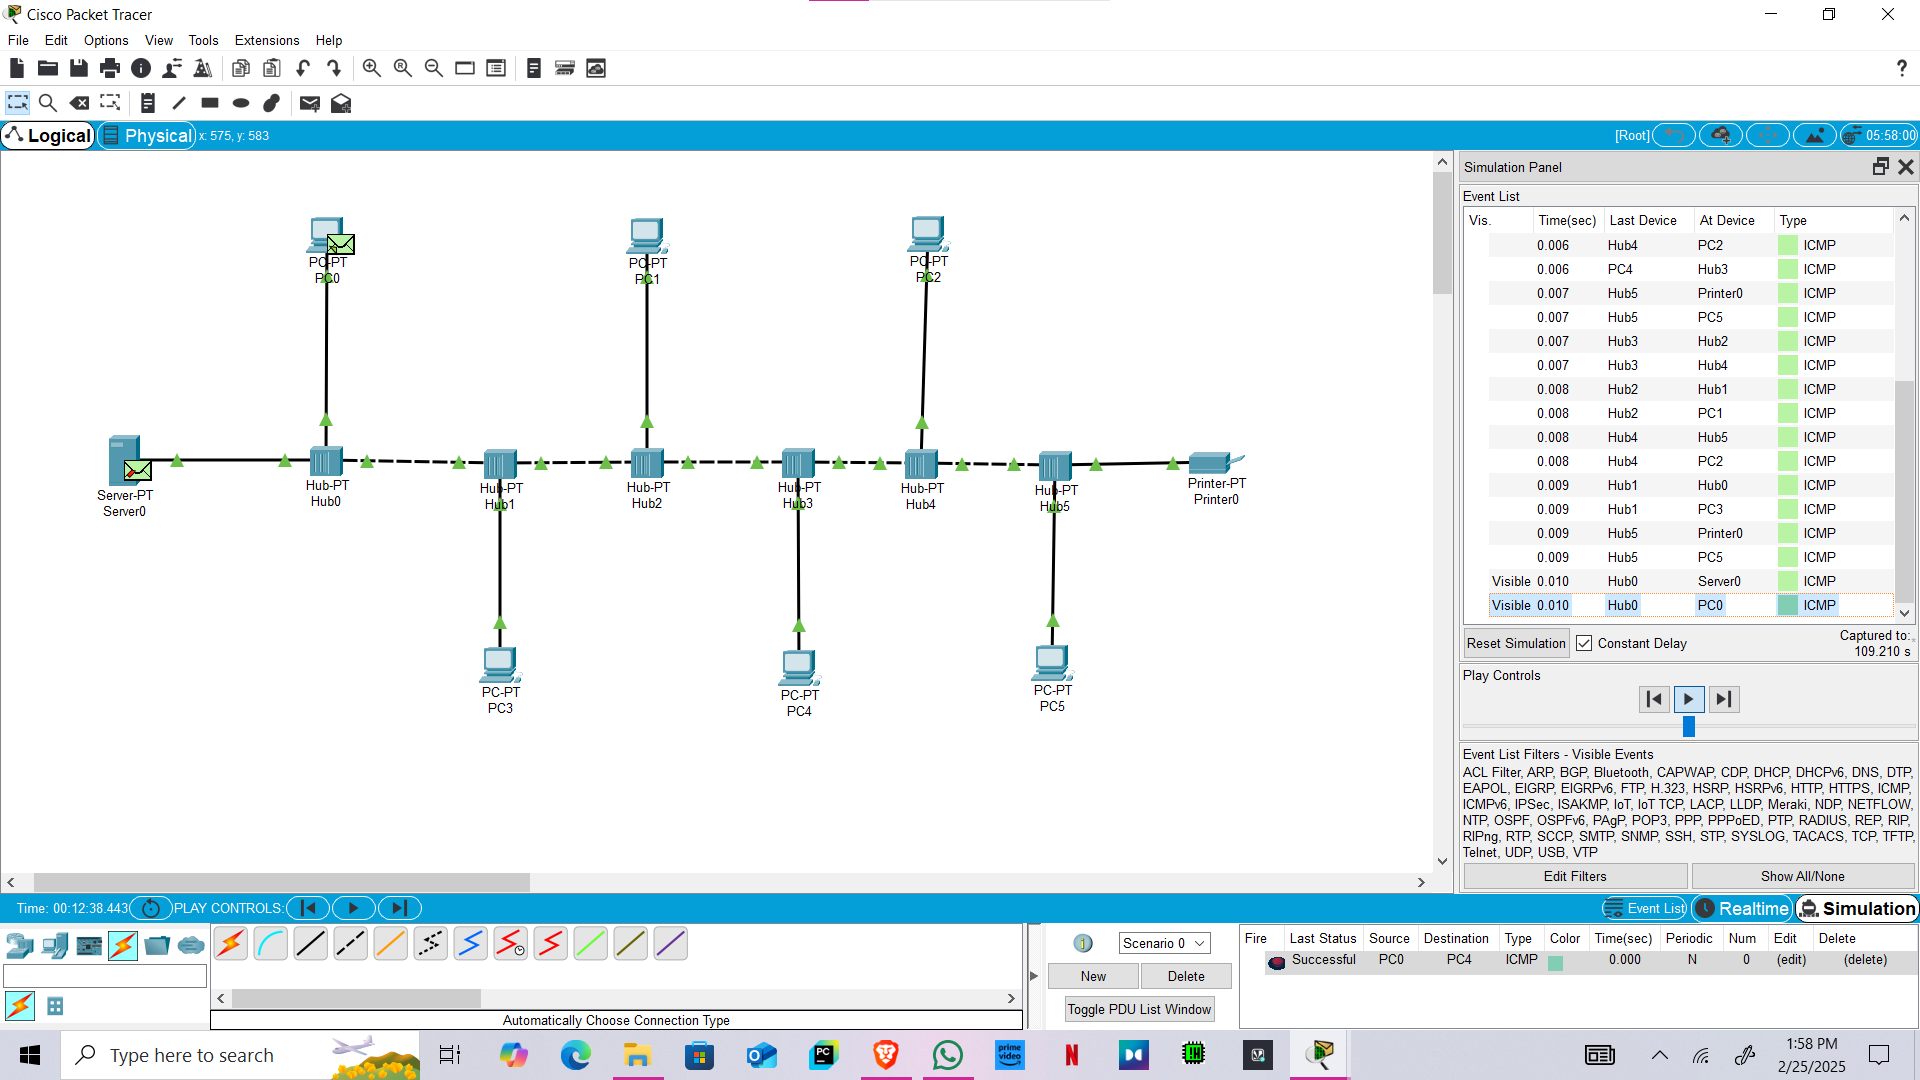 Cisco Packet Tracer
File Edit Options View Tools Extensions Help
?
Logical Physical x: 575, y: 583 [Root] 05:58:00
PC-PT
PC0
PC-PT
PC1
PC-PT
PC2
Server-PT
Server0
Hub-PT
Hub0
Hub-PT
Hub1
Hub-PT
Hub2
Hub-PT
Hub3
Hub-PT
Hub4
Hub-PT
Hub5
Printer-PT
Printer0
PC-PT
PC3
PC-PT
PC4
PC-PT
PC5
Simulation Panel
Event List
Vis. Time(sec) Last Device At Device Type
0.006 Hub4 PC2 ICMP
0.006 PC4 Hub3 ICMP
0.007 Hub5 Printer0 ICMP
0.007 Hub5 PC5 ICMP
0.007 Hub3 Hub2 ICMP
0.007 Hub3 Hub4 ICMP
0.008 Hub2 Hub1 ICMP
0.008 Hub2 PC1 ICMP
0.008 Hub4 Hub5 ICMP
0.008 Hub4 PC2 ICMP
0.009 Hub1 Hub0 ICMP
0.009 Hub1 PC3 ICMP
0.009 Hub5 Printer0 ICMP
0.009 Hub5 PC5 ICMP
Visible 0.010 Hub0 Server0 ICMP
Visible 0.010 Hub0 PC0 ICMP
Reset Simulation Constant Delay Captured to:
109.210 s
Play Controls
Event List Filters - Visible Events
ACL Filter, ARP, BGP, Bluetooth, CAPWAP, CDP, DHCP, DHCPv6, DNS, DTP,
EAPOL, EIGRP, EIGRPv6, FTP, H.323, HSRP, HSRPv6, HTTP, HTTPS, ICMP,
ICMPv6, IPSec, ISAKMP, IoT, IoT TCP, LACP, LLDP, Meraki, NDP, NETFLOW,
NTP, OSPF, OSPFv6, PAgP, POP3, PPP, PPPoED, PTP, RADIUS, REP, RIP,
RIPng, RTP, SCCP, SMTP, SNMP, SSH, STP, SYSLOG, TACACS, TCP, TFTP,
Telnet, UDP, USB, VTP
Edit Filters Show All/None
Time: 00:12:38.443 PLAY CONTROLS: Event List Realtime Simulation
Automatically Choose Connection Type
Scenario 0
New Delete
Toggle PDU List Window
Fire Last Status Source Destination Type Color Time(sec) Periodic Num Edit Delete
Successful PC0 PC4 ICMP 0.000 N 0 (edit) (delete)
Type here to search
PC
prime video
N
1:58 PM
2/25/2025